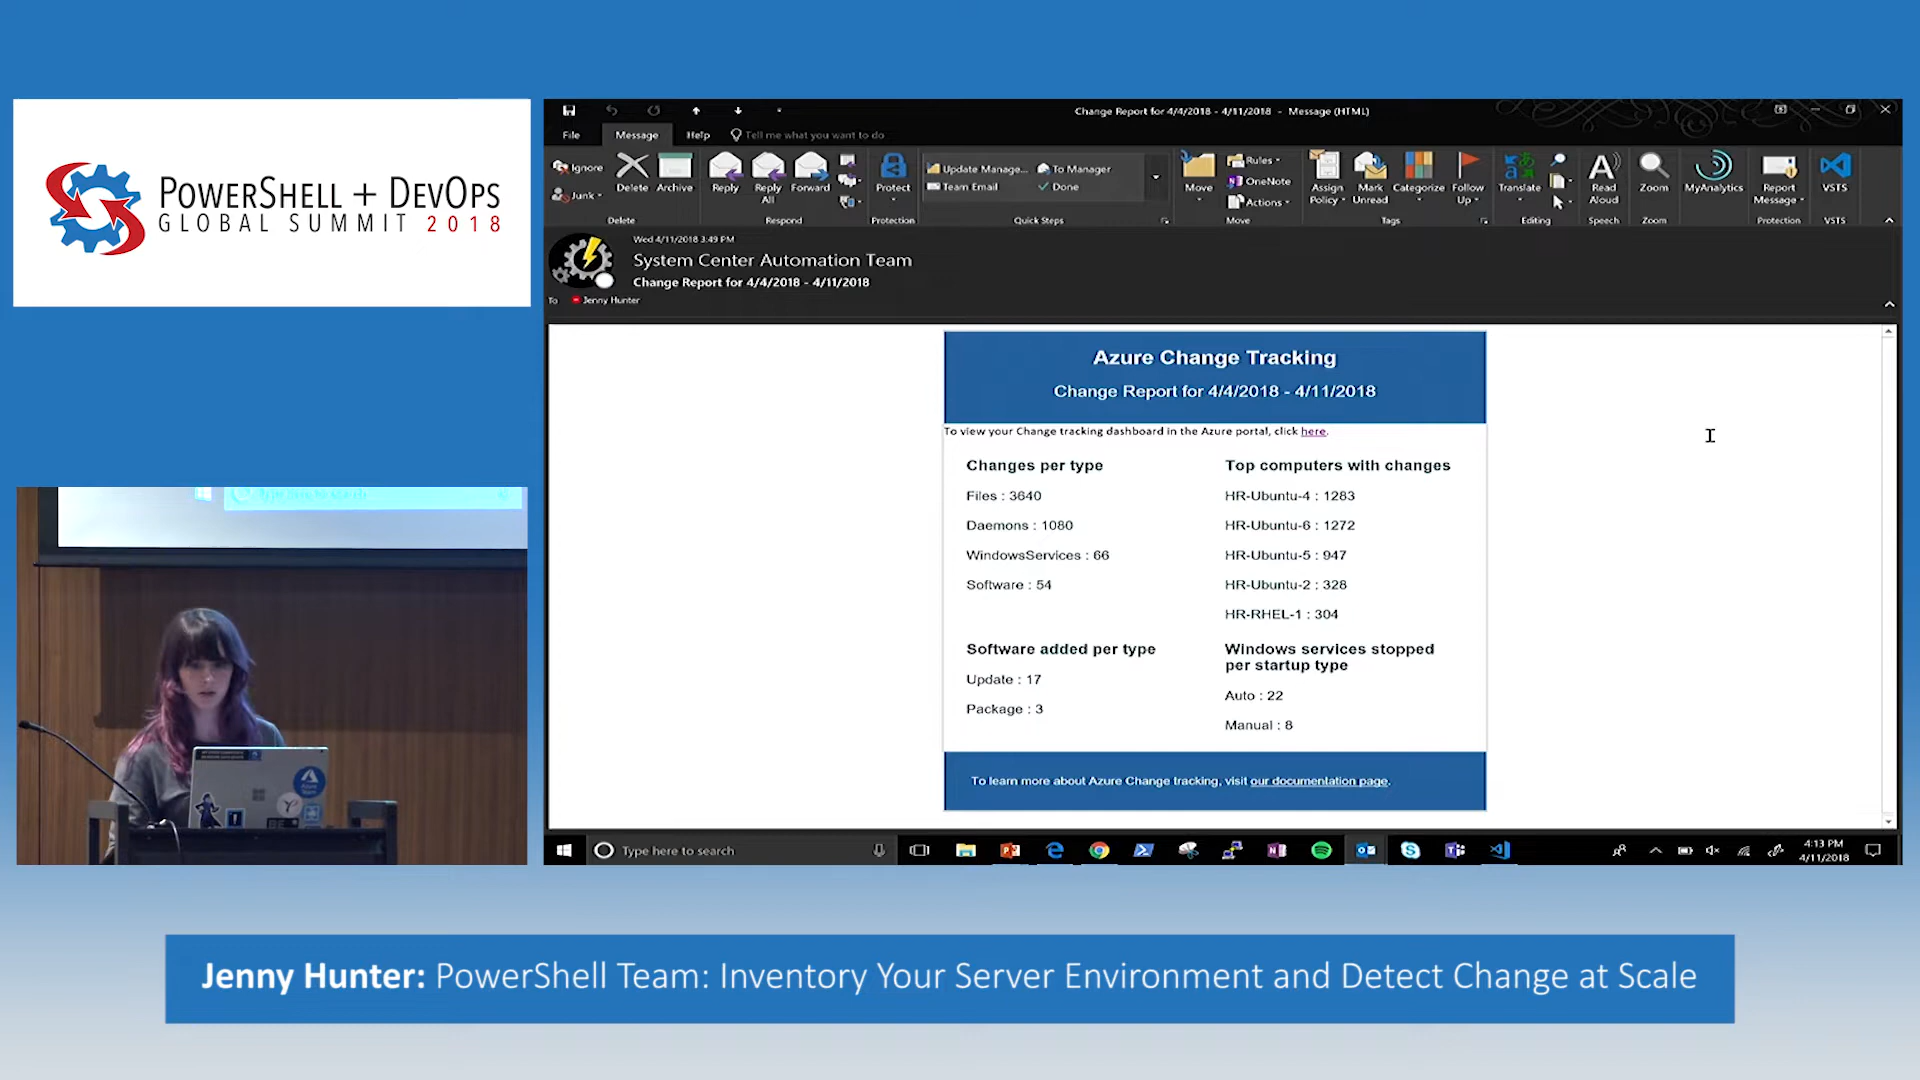 POWERSHELL + DEVOPS
GLOBAL SUMMIT 2018
Change Report for 4/4/2018 - 4/11/2018 - Message (HTML)
File Message Help Tell me what you want to do
Ignore
Junk
Delete
Archive
Delete
Reply
Reply All
Forward
Respond
Protect
Protection
Update Manage... To Manager
Team Email Done
Quick Steps
Move
Rules
OneNote
Actions
Move
Assign Policy
Mark Unread
Categorize
Follow Up
Tags
Translate
Editing
Read Aloud
Speech
Zoom
Zoom
MyAnalytics
Report Message
Protection
VSTS
VSTS
Wed 4/11/2018 3:49 PM
System Center Automation Team
Change Report for 4/4/2018 - 4/11/2018
To Jenny Hunter
Azure Change Tracking
Change Report for 4/4/2018 - 4/11/2018
To view your Change tracking dashboard in the Azure portal, click here.
Changes per type
Files : 3640
Daemons : 1080
WindowsServices : 66
Software : 54
Top computers with changes
HR-Ubuntu-4 : 1283
HR-Ubuntu-6 : 1272
HR-Ubuntu-5 : 947
HR-Ubuntu-2 : 328
HR-RHEL-1 : 304
Software added per type
Update : 17
Package : 3
Windows services stopped
per startup type
Auto : 22
Manual : 8
To learn more about Azure Change tracking, visit our documentation page.
Type here to search
4:13 PM
4/11/2018
Type here to search
Jenny Hunter: PowerShell Team: Inventory Your Server Environment and Detect Change at Scale